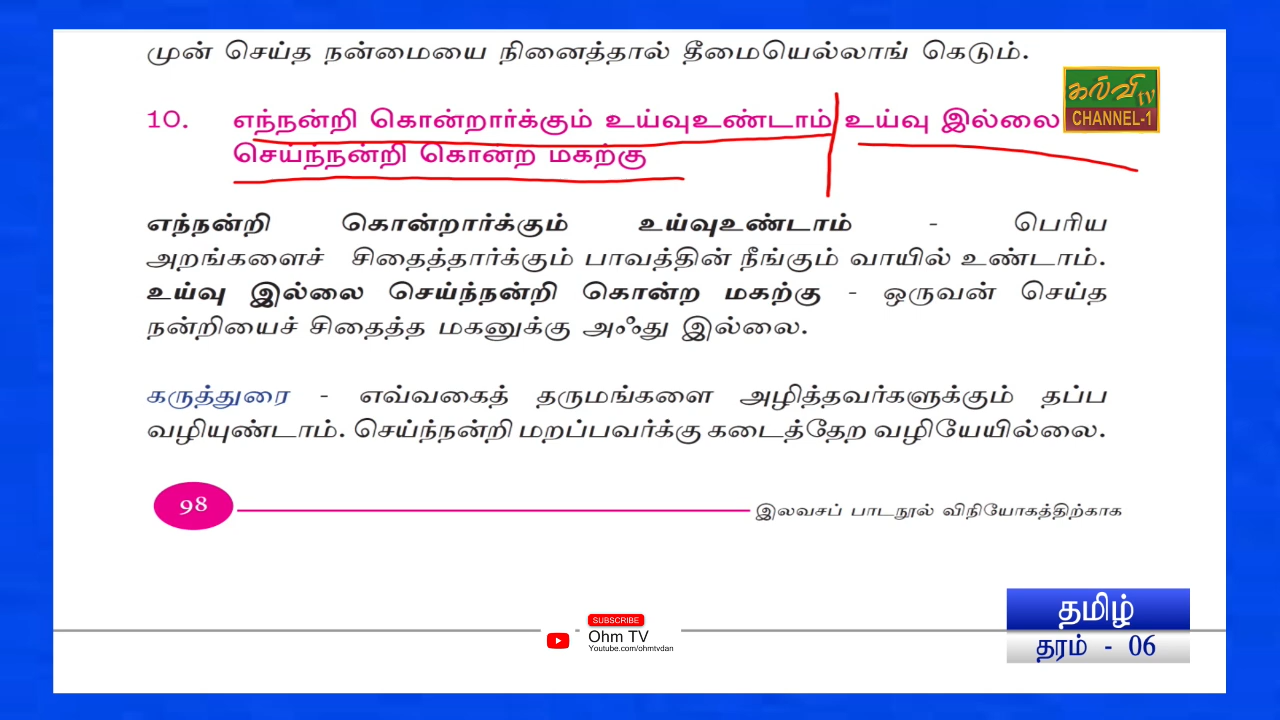 முன் செய்த நன்மையை நினைத்தால் தீமையெல்லாங் கெடும்.
கல்வி tv
CHANNEL-1
10. எந்நன்றி கொன்றார்க்கும் உய்வுஉண்டாம் உய்வு இல்லை
செய்ந்நன்றி கொனற மகற்கு
எந்நன்றி கொன்றார்க்கும் உய்வுஉண்டாம் - பெரிய
அறங்களைச் சிதைத்தார்க்கும் பாவத்தின் நீங்கும் வாயில் உண்டாம்.
உய்வு இல்லை செய்ந்நன்றி கொன்ற மகற்கு - ஒருவன் செய்த
நன்றியைச் சிதைத்த மகனுக்கு அஃது இல்லை.
கருத்துரை - எவ்வகைத் தருமங்களை அழித்தவர்களுக்கும் தப்ப
வழியுண்டாம். செய்ந்நன்றி மறப்பவர்க்கு கடைத்தேற வழியேயில்லை.
98
இலவசப் பாடநூல் விநியோகத்திற்காக
தமிழ்
தரம் - 06
SUBSCRIBE
Ohm TV
Youtube.com/ohmtvdan